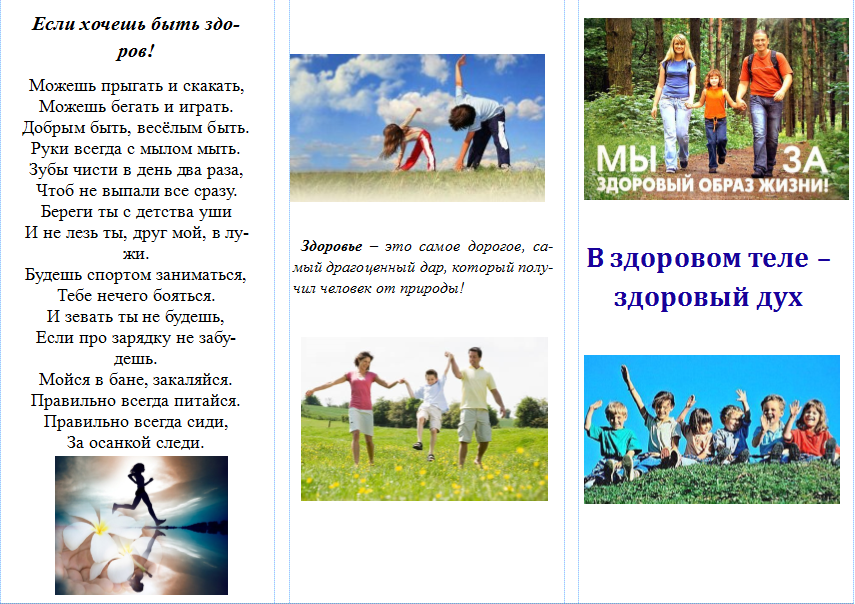 Если хочешь быть здо-
ров!
Можешь прыгать и скакать,
Можешь бегать и играть.
Добрым быть, весёлым быть.
Руки всегда с мылом мыть.
Зубы чисти в день два раза,
Чтоб не выпали все сразу.
Береги ты с детства уши
И не лезь ты, друг мой, в лу-
жи.
Будешь спортом заниматься,
Тебе нечего бояться.
И зевать ты не будешь,
Если про зарядку не забу-
дешь.
Мойся в бане, закаляйся.
Правильно всегда питайся.
Правильно всегда сиди,
За осанкой следи.
Здоровье – это самое дорогое, са-
мый драгоценный дар, который полу-
чил человек от природы!
МЫ ЗА
ЗДОРОВЫЙ ОБРАЗ ЖИЗНИ!
В здоровом теле –
здоровый дух